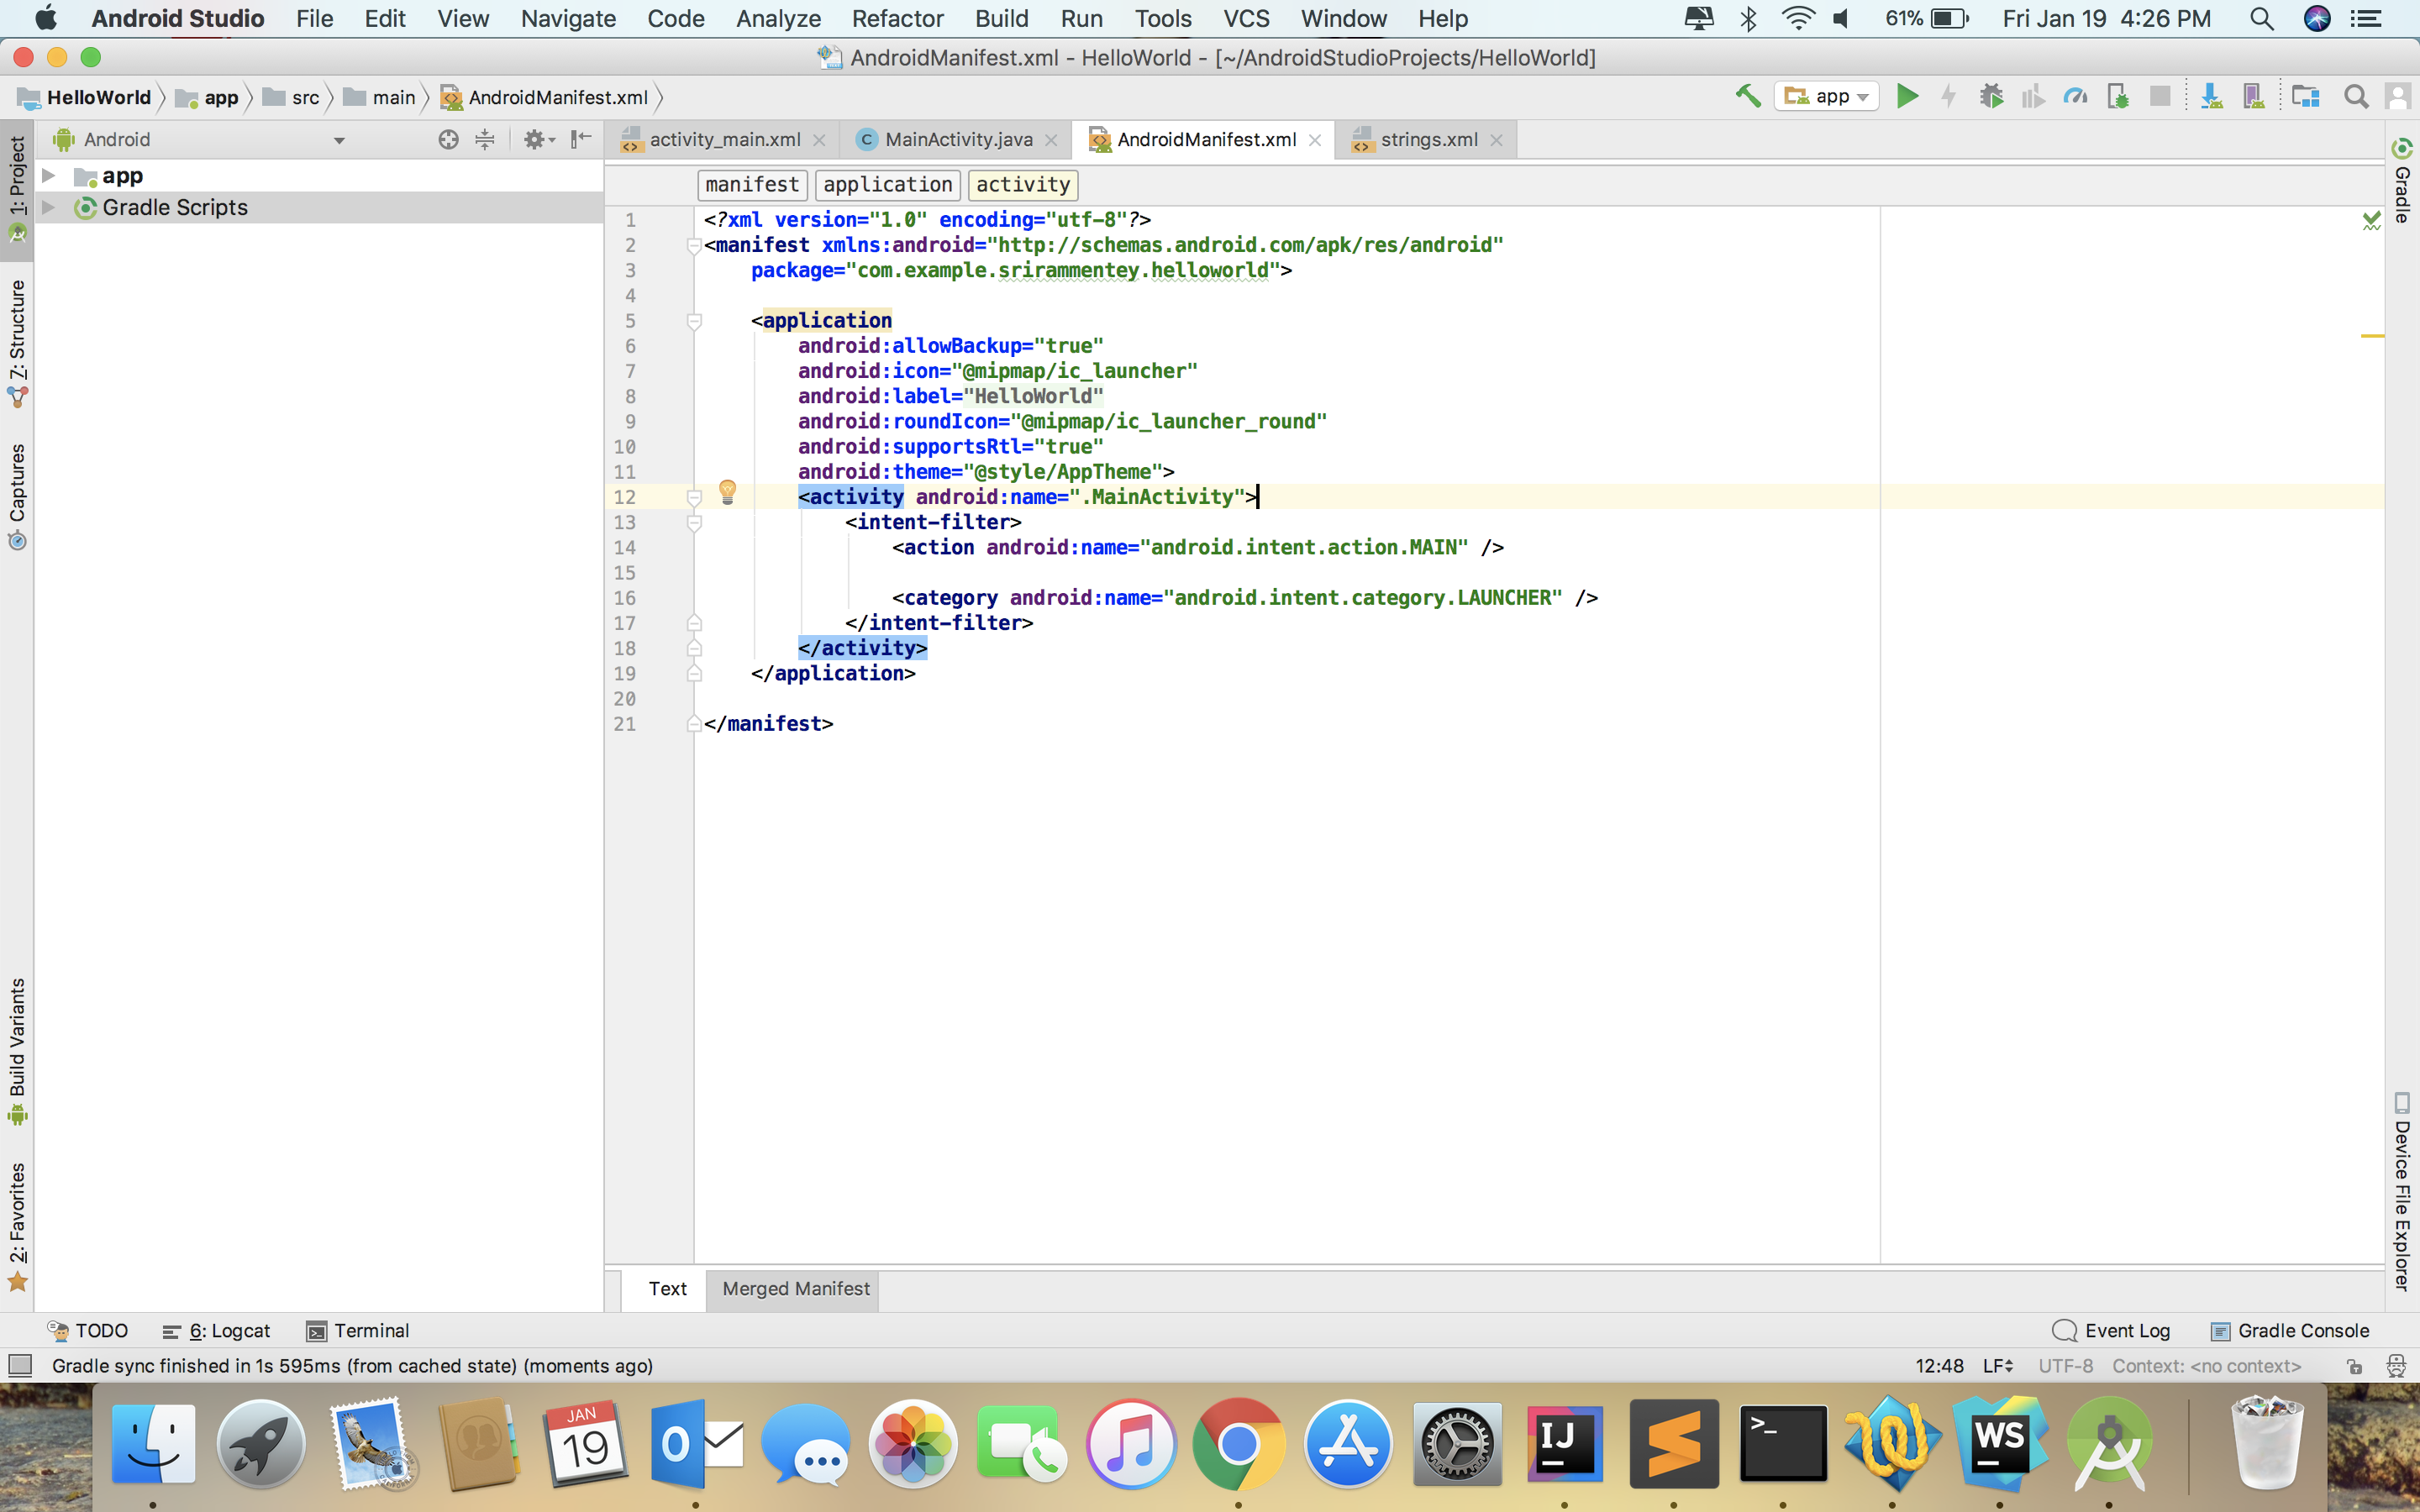 Android Studio File Edit View Navigate Code Analyze Refactor Build Run Tools VCS Window Help 61% Fri Jan 19 4:26 PM
AndroidManifest.xml - HelloWorld - [~/AndroidStudioProjects/HelloWorld]
HelloWorld app src main AndroidManifest.xml app
Android activity_main.xml MainActivity.java AndroidManifest.xml strings.xml
app
Gradle Scripts
manifest application activity
1 <?xml version="1.0" encoding="utf-8"?>
2 <manifest xmlns:android="http://schemas.android.com/apk/res/android"
3 package="com.example.srirammentey.helloworld">
4
5 <application
6 android:allowBackup="true"
7 android:icon="@mipmap/ic_launcher"
8 android:label="HelloWorld"
9 android:roundIcon="@mipmap/ic_launcher_round"
10 android:supportsRtl="true"
11 android:theme="@style/AppTheme">
12 <activity android:name=".MainActivity">
13 <intent-filter>
14 <action android:name="android.intent.action.MAIN" />
15
16 <category android:name="android.intent.category.LAUNCHER" />
17 </intent-filter>
18 </activity>
19 </application>
20
21 </manifest>
1: Project
7: Structure
Captures
Build Variants
2: Favorites
Gradle
Device File Explorer
Text Merged Manifest
TODO 6: Logcat Terminal Event Log Gradle Console
Gradle sync finished in 1s 595ms (from cached state) (moments ago) 12:48 LF UTF-8 Context: <no context>
JAN
19
O
IJ
>_
WS